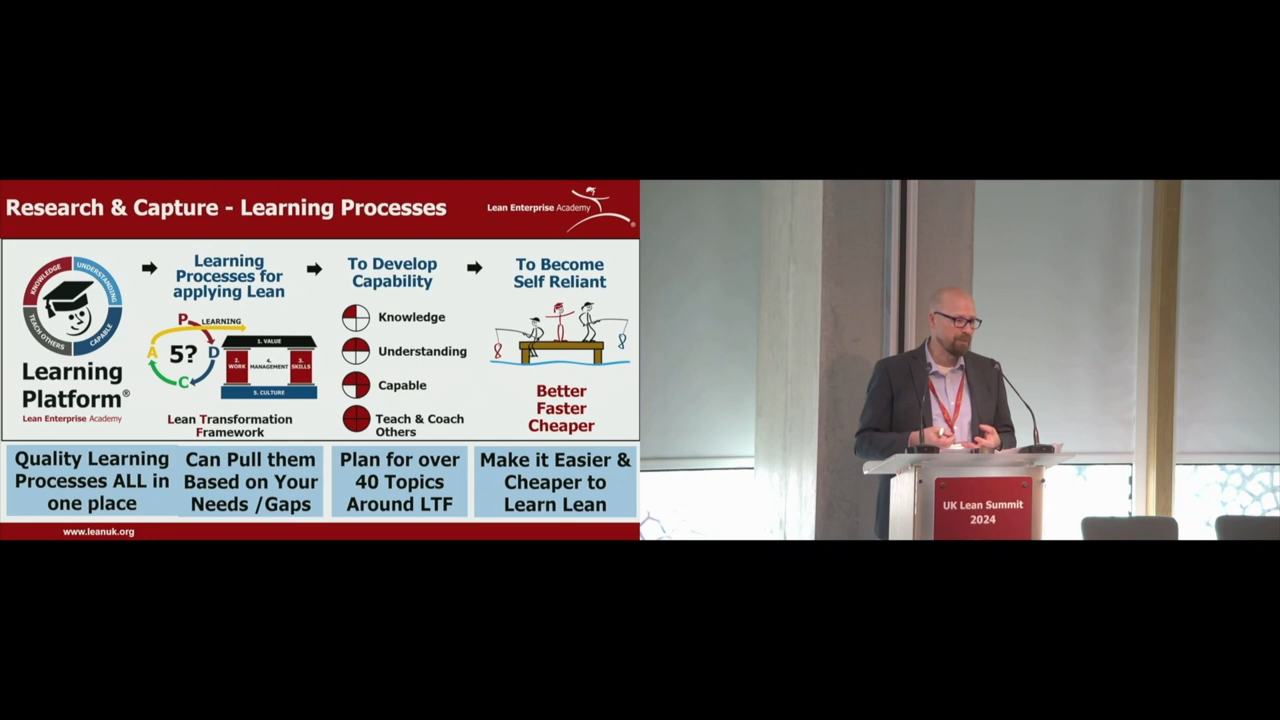 Research & Capture - Learning Processes
Lean Enterprise Academy
®
KNOWLEDGE
UNDERSTANDING
TEACH OTHERS
CAPABLE
Learning
Platform®
Lean Enterprise Academy
Learning
Processes for
applying Lean
P
LEARNING
A
5?
D
C
1. VALUE
2.
WORK
4.
MANAGEMENT
3.
SKILLS
5. CULTURE
Lean Transformation
Framework
To Develop
Capability
Knowledge
Understanding
Capable
Teach & Coach
Others
To Become
Self Reliant
Better
Faster
Cheaper
Quality Learning
Processes ALL in
one place
Can Pull them
Based on Your
Needs /Gaps
Plan for over
40 Topics
Around LTF
Make it Easier &
Cheaper to
Learn Lean
www.leanuk.org
UK Lean Summit
2024